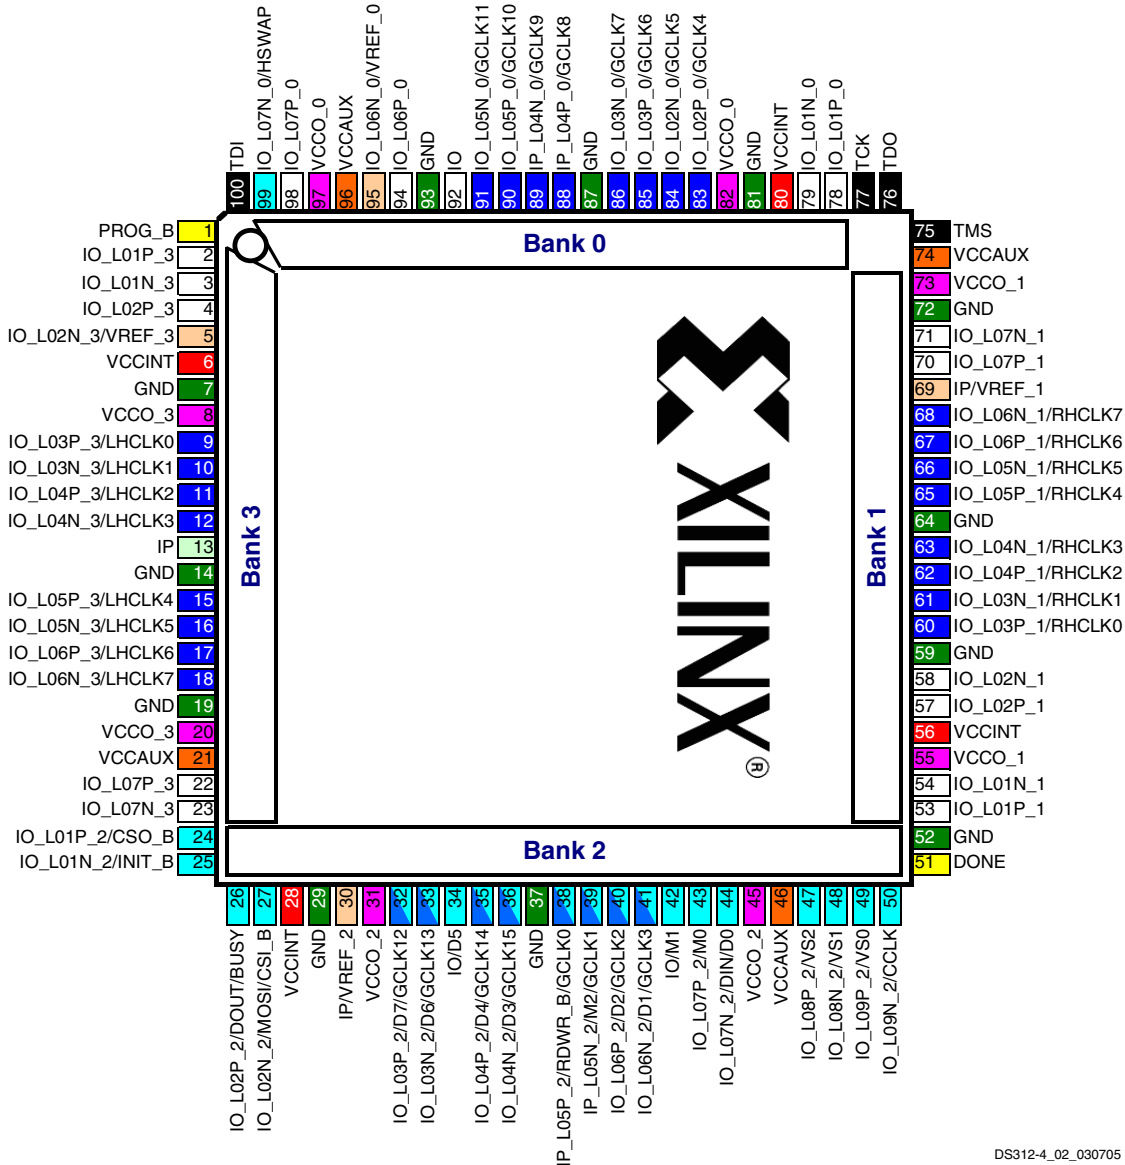 IO_L07N_0/HSWAP
IO_L07P_0
VCCO_0
VCCAUX
IO_L06N_0/VREF_0
IO_L06P_0
GND
IO
IO_L05N_0/GCLK11
IO_L05P_0/GCLK10
IP_L04N_0/GCLK9
IP_L04P_0/GCLK8
GND
IO_L03N_0/GCLK7
IO_L03P_0/GCLK6
IO_L02N_0/GCLK5
IO_L02P_0/GCLK4
VCCO_0
GND
VCCINT
IO_L01N_0
IO_L01P_0
TCK
TDO
TDI
100
99
98
97
96
95
94
93
92
91
90
89
88
87
86
85
84
83
82
81
80
79
78
77
76
PROG_B 1
IO_L01P_3 2
IO_L01N_3 3
IO_L02P_3 4
IO_L02N_3/VREF_3 5
VCCINT 6
GND 7
VCCO_3 8
IO_L03P_3/LHCLK0 9
IO_L03N_3/LHCLK1 10
IO_L04P_3/LHCLK2 11
IO_L04N_3/LHCLK3 12
IP 13
GND 14
IO_L05P_3/LHCLK4 15
IO_L05N_3/LHCLK5 16
IO_L06P_3/LHCLK6 17
IO_L06N_3/LHCLK7 18
GND 19
VCCO_3 20
VCCAUX 21
IO_L07P_3 22
IO_L07N_3 23
IO_L01P_2/CSO_B 24
IO_L01N_2/INIT_B 25
Bank 0
Bank 3
XILINX
®
Bank 1
Bank 2
75 TMS
74 VCCAUX
73 VCCO_1
72 GND
71 IO_L07N_1
70 IO_L07P_1
69 IP/VREF_1
68 IO_L06N_1/RHCLK7
67 IO_L06P_1/RHCLK6
66 IO_L05N_1/RHCLK5
65 IO_L05P_1/RHCLK4
64 GND
63 IO_L04N_1/RHCLK3
62 IO_L04P_1/RHCLK2
61 IO_L03N_1/RHCLK1
60 IO_L03P_1/RHCLK0
59 GND
58 IO_L02N_1
57 IO_L02P_1
56 VCCINT
55 VCCO_1
54 IO_L01N_1
53 IO_L01P_1
52 GND
51 DONE
26
27
28
29
30
31
32
33
34
35
36
37
38
39
40
41
42
43
44
45
46
47
48
49
50
IO_L02P_2/DOUT/BUSY
IO_L02N_2/MOSI/CSI_B
VCCINT
GND
IP/VREF_2
VCCO_2
IO_L03P_2/D7/GCLK12
IO_L03N_2/D6/GCLK13
IO/D5
IO_L04P_2/D4/GCLK14
IO_L04N_2/D3/GCLK15
GND
IP_L05P_2/RDWR_B/GCLK0
IP_L05N_2/M2/GCLK1
IO_L06P_2/D2/GCLK2
IO_L06N_2/D1/GCLK3
IO/M1
IO_L07P_2/M0
IO_L07N_2/DIN/D0
VCCO_2
VCCAUX
IO_L08P_2/VS2
IO_L08N_2/VS1
IO_L09P_2/VS0
IO_L09N_2/CCLK
DS312-4_02_030705